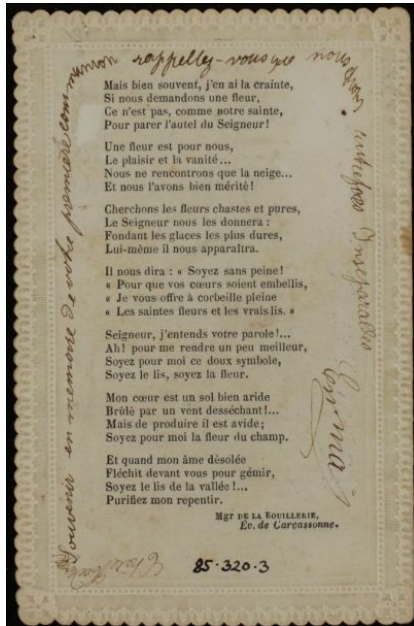 Souvenir en memoire de votre première communion rappellez-vous que nous
autrefois Inséparables
Mais bien souvent, j'en ai la crainte,
Si nous demandons une fleur,
Ce n'est pas, comme notre sainte,
Pour parer l'autel du Seigneur!
Une fleur est pour nous,
Le plaisir et la vanité...
Nous ne rencontrons que la neige...
Et nous l'avons bien mérité!
Cherchons les fleurs chastes et pures,
Le Seigneur nous les donnera :
Fondant les glaces les plus dures,
Lui-même il nous apparaîtra.
Il nous dira : « Soyez sans peine!
« Pour que vos cœurs soient embellis,
« Je vous offre à corbeille pleine
« Les saintes fleurs et les vrais lis. »
Seigneur, j'entends votre parole!...
Ah! pour me rendre un peu meilleur,
Soyez pour moi ce doux symbole,
Soyez le lis, soyez la fleur.
Mon cœur est un sol bien aride
Brûlé par un vent desséchant!...
Mais de produire il est avide;
Soyez pour moi la fleur du champ.
Et quand mon âme désolée
Fléchit devant vous pour gémir,
Soyez le lis de la vallée!...
Purifiez mon repentir.
Mgr DE LA BOUILLERIE,
Év. de Carcassonne.
85-320-3